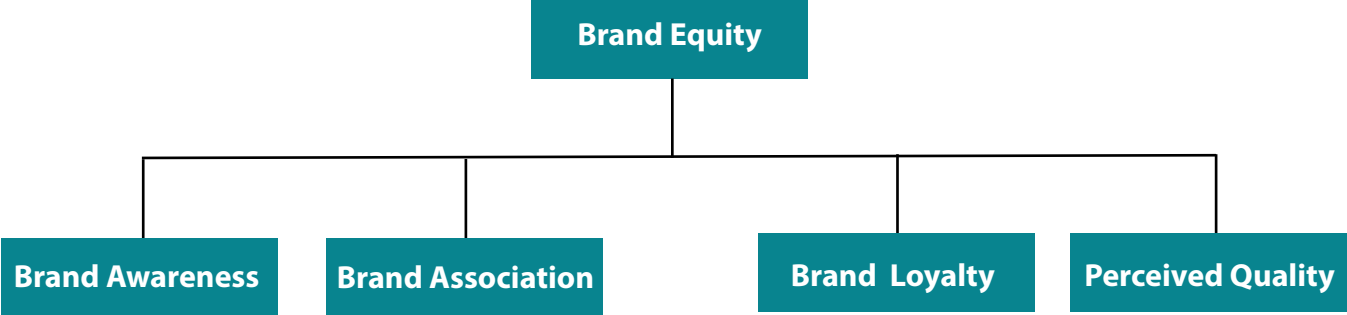 Brand Equity
Brand Awareness
Brand Association
Brand Loyalty
Perceived Quality